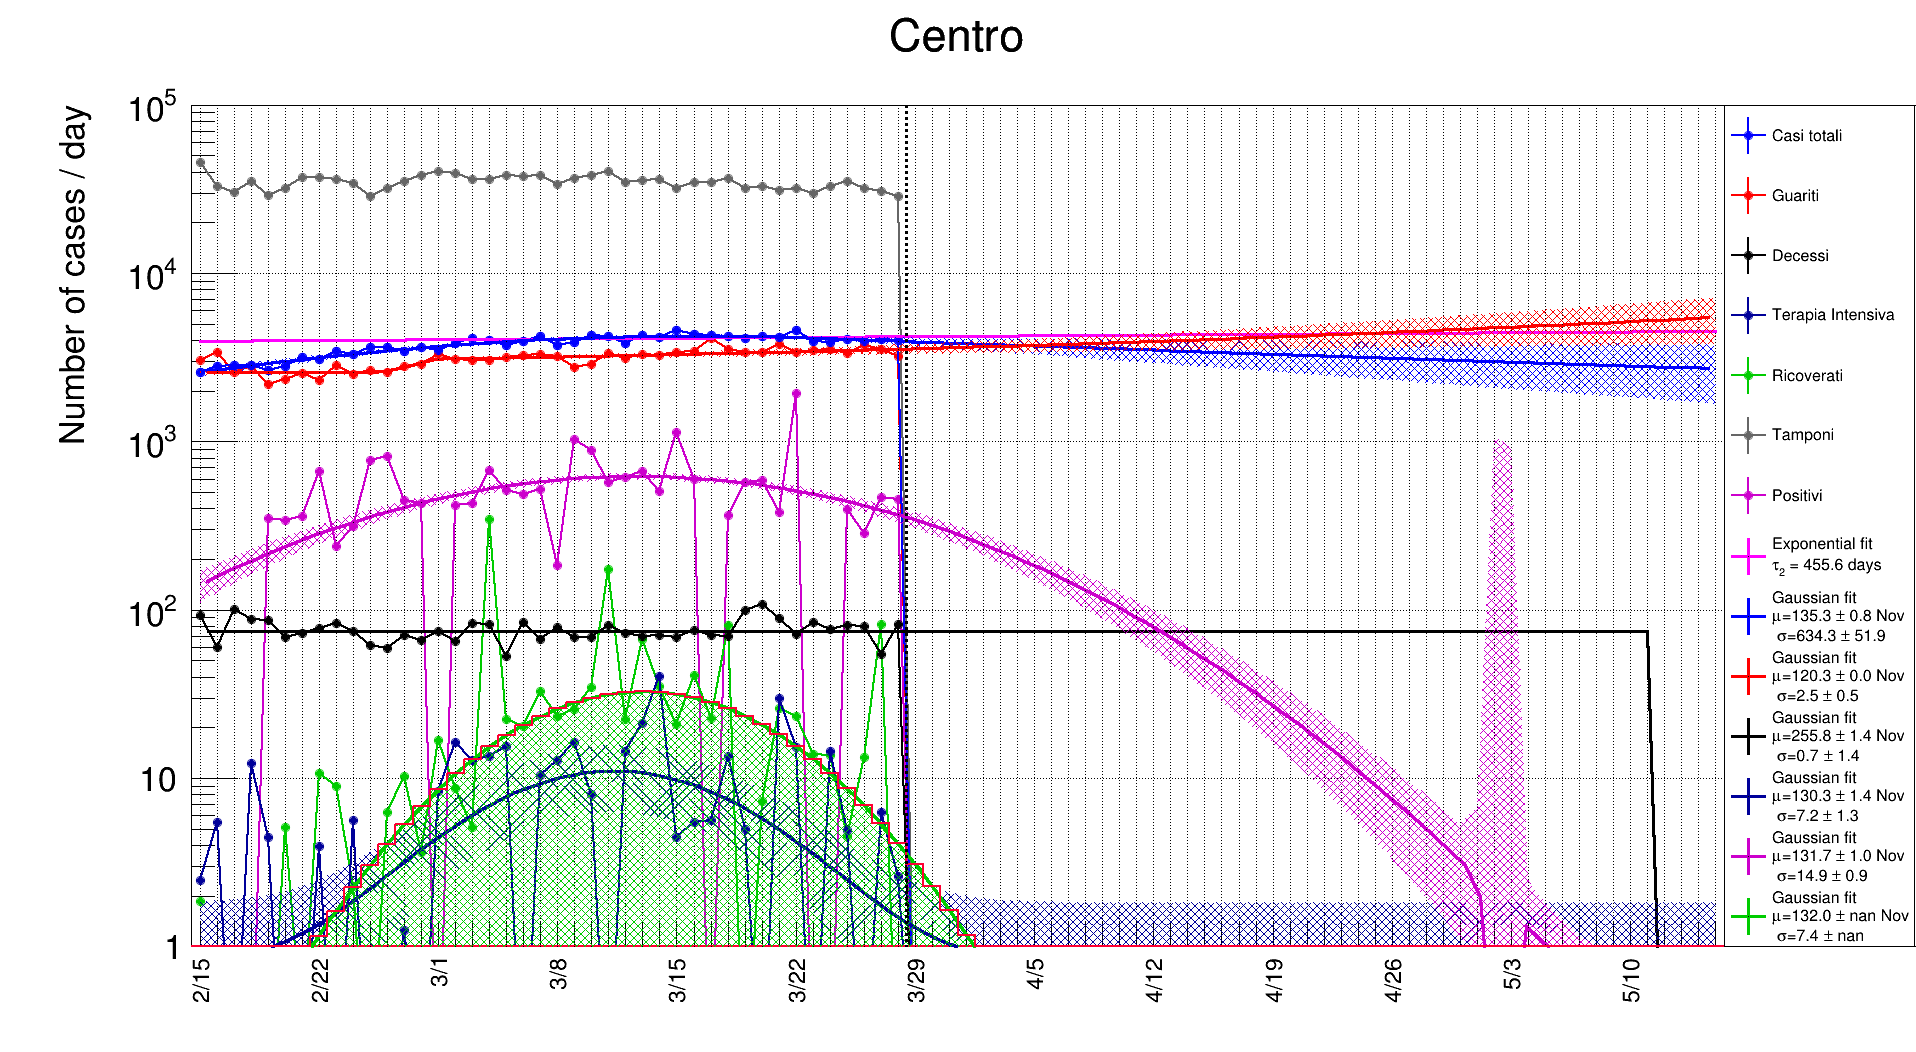 Centro
Number of cases / day
10^5
10^4
10^3
10^2
10
1
2/15
2/22
3/1
3/8
3/15
3/22
3/29
4/5
4/12
4/19
4/26
5/3
5/10
Casi totali
Guariti
Decessi
Terapia Intensiva
Ricoverati
Tamponi
Positivi
Exponential fit
τ₂ = 455.6 days
Gaussian fit
μ=135.3 ± 0.8 Nov
σ=634.3 ± 51.9
Gaussian fit
μ=120.3 ± 0.0 Nov
σ=2.5 ± 0.5
Gaussian fit
μ=255.8 ± 1.4 Nov
σ=0.7 ± 1.4
Gaussian fit
μ=130.3 ± 1.4 Nov
σ=7.2 ± 1.3
Gaussian fit
μ=131.7 ± 1.0 Nov
σ=14.9 ± 0.9
Gaussian fit
μ=132.0 ± nan Nov
σ=7.4 ± nan